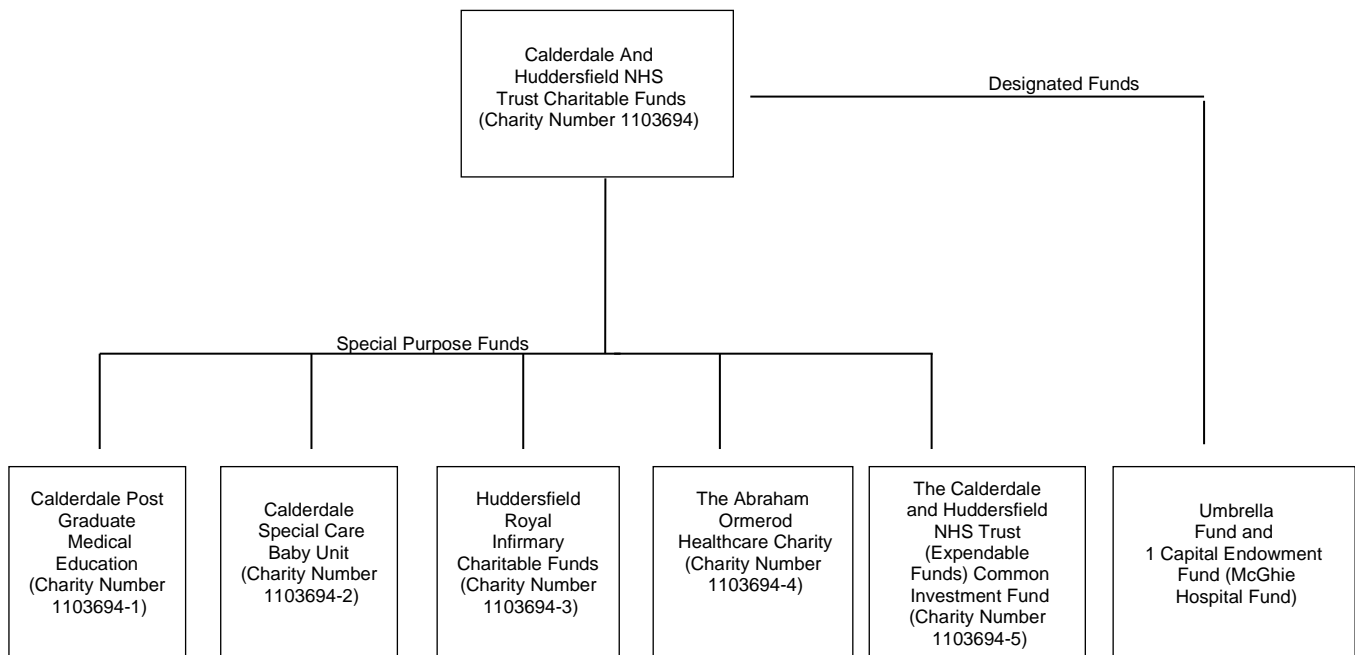 Calderdale And
Huddersfield NHS
Trust Charitable Funds
(Charity Number 1103694)
Designated Funds
Special Purpose Funds
Calderdale Post
Graduate
Medical
Education
(Charity Number
1103694-1)
Calderdale
Special Care
Baby Unit
(Charity Number
1103694-2)
Huddersfield
Royal
Infirmary
Charitable Funds
(Charity Number
1103694-3)
The Abraham
Ormerod
Healthcare Charity
(Charity Number
1103694-4)
The Calderdale
and Huddersfield
NHS Trust
(Expendable
Funds) Common
Investment Fund
(Charity Number
1103694-5)
Umbrella
Fund and
1 Capital Endowment
Fund (McGhie
Hospital Fund)